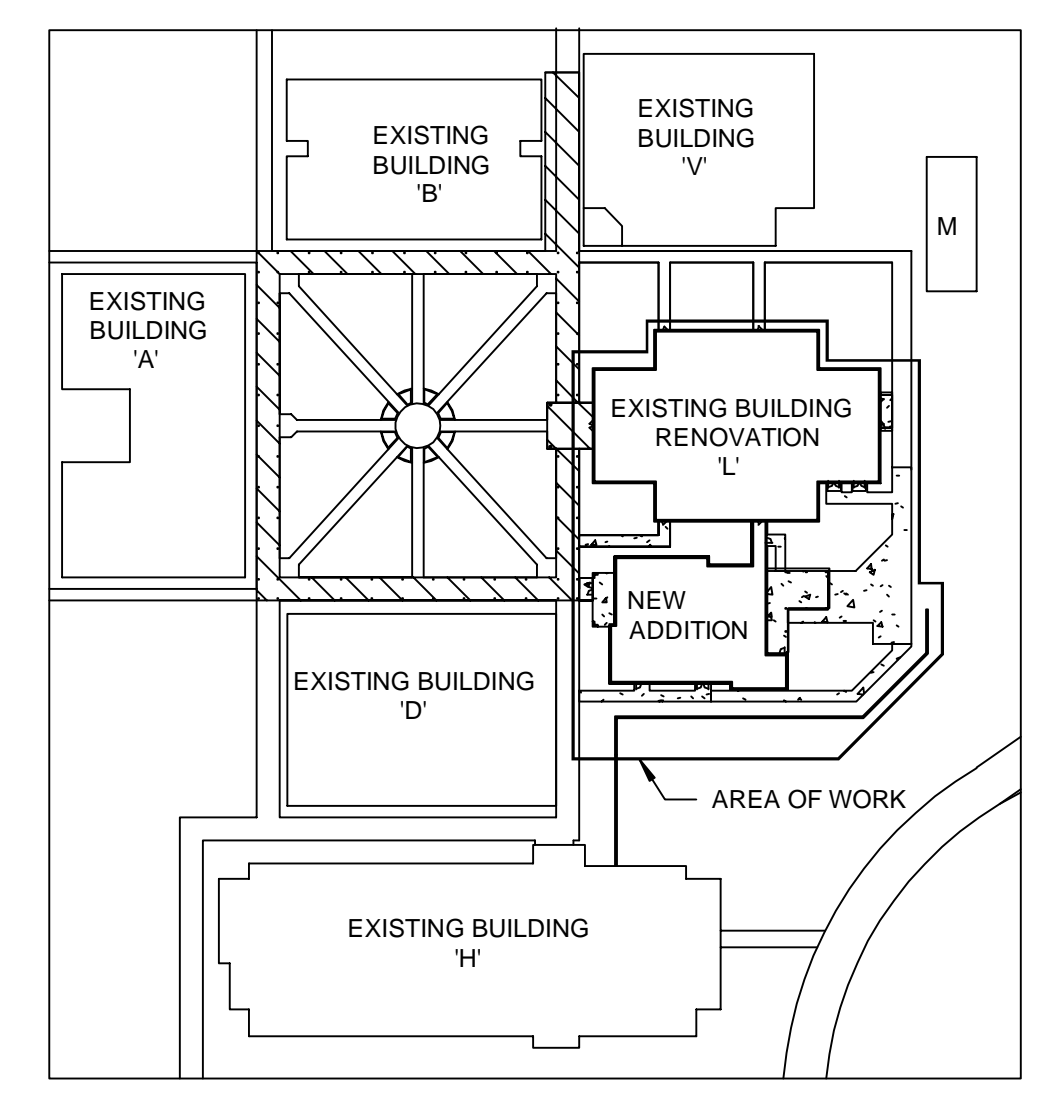 EXISTING
BUILDING
'B'
EXISTING
BUILDING
'V'
M
EXISTING
BUILDING
'A'
EXISTING BUILDING
RENOVATION
'L'
NEW
ADDITION
EXISTING BUILDING
'D'
AREA OF WORK
EXISTING BUILDING
'H'